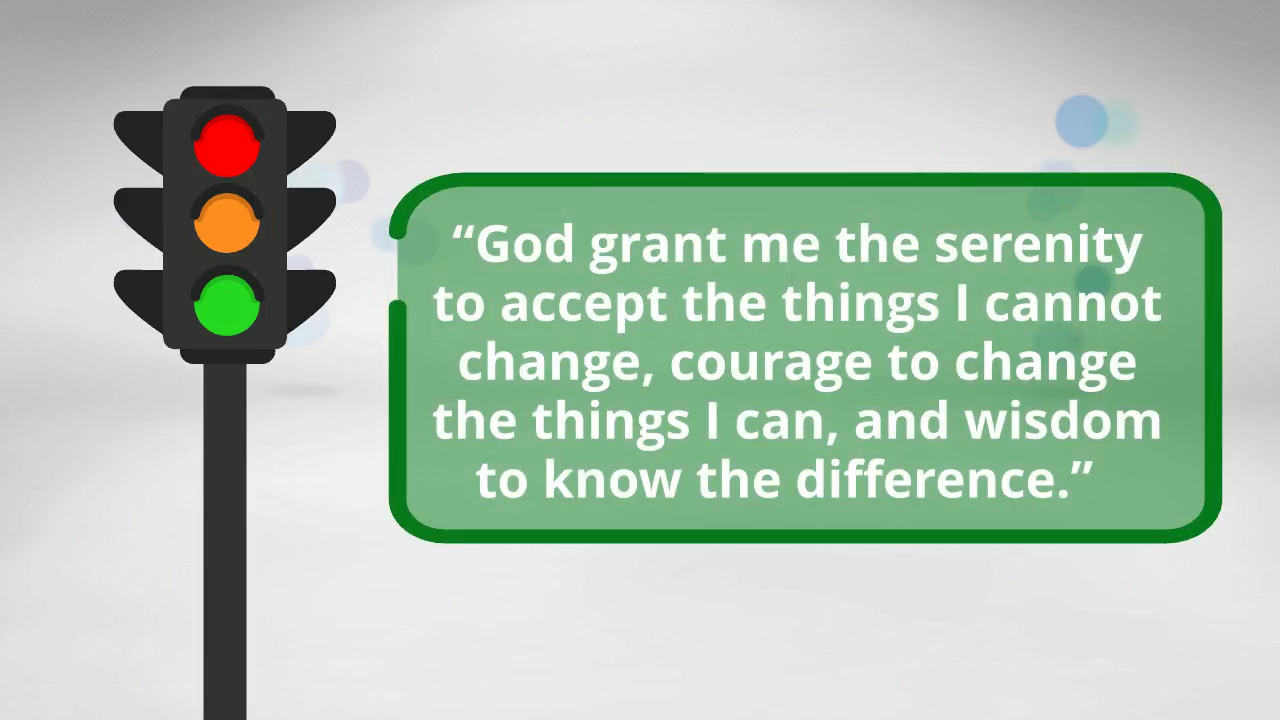 “God grant me the serenity
to accept the things I cannot
change, courage to change
the things I can, and wisdom
to know the difference.”